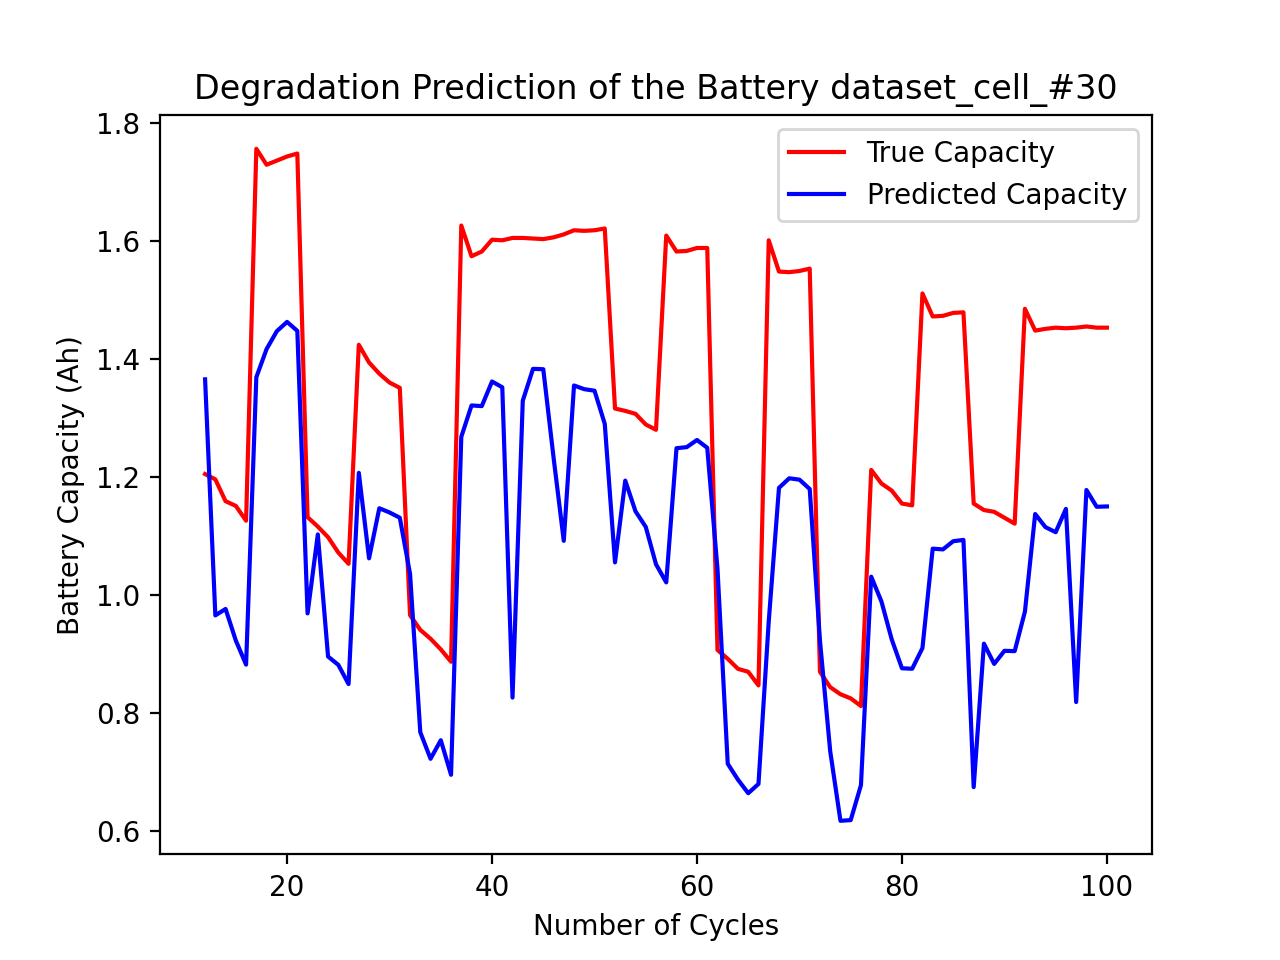 Degradation Prediction of the Battery dataset_cell_#30
True Capacity
Predicted Capacity
Battery Capacity (Ah)
1.8
1.6
1.4
1.2
1.0
0.8
0.6
20 40 60 80 100
Number of Cycles